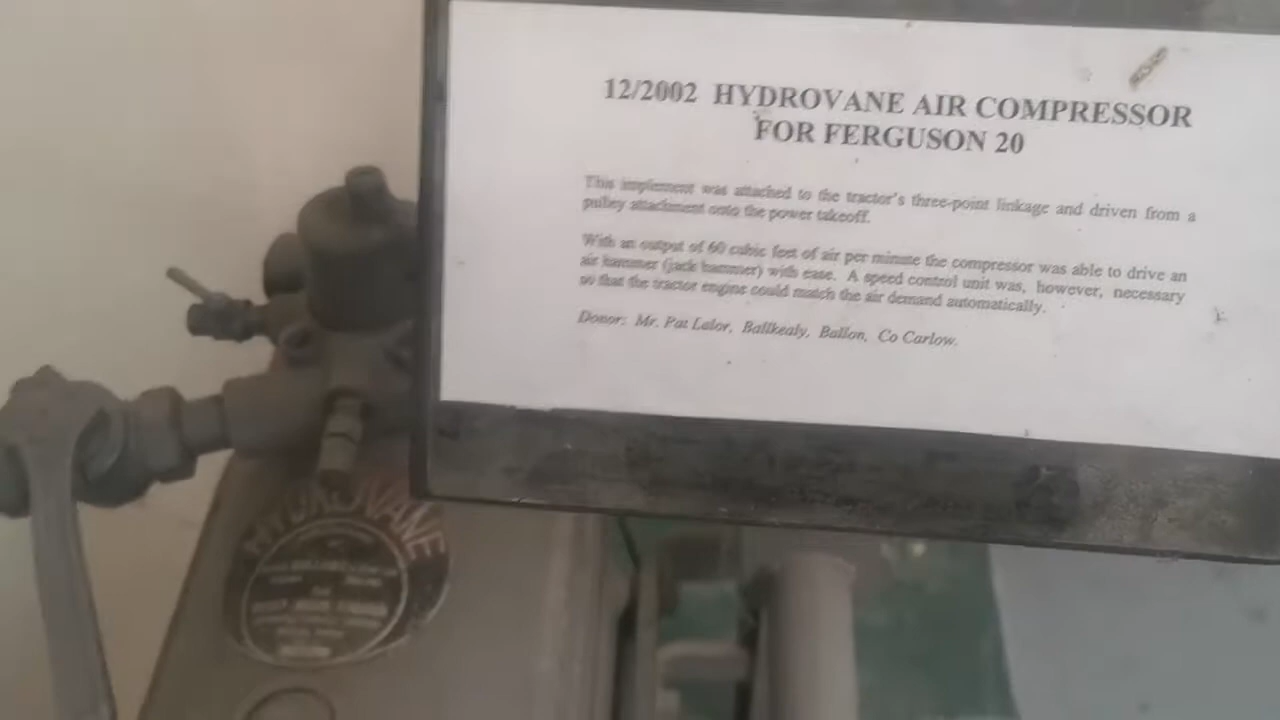 12/2002 HYDROVANE AIR COMPRESSOR
FOR FERGUSON 20
This implement was attached to the tractor's three-point linkage and driven from a
pulley attachment onto the power takeoff.
With an output of 60 cubic feet of air per minute the compressor was able to drive an
air hammer (jack hammer) with ease. A speed control unit was, however, necessary
so that the tractor engine could match the air demand automatically.
Donor: Mr. Pat Lalor, Ballkealy, Ballon, Co Carlow.
HYDROVANE